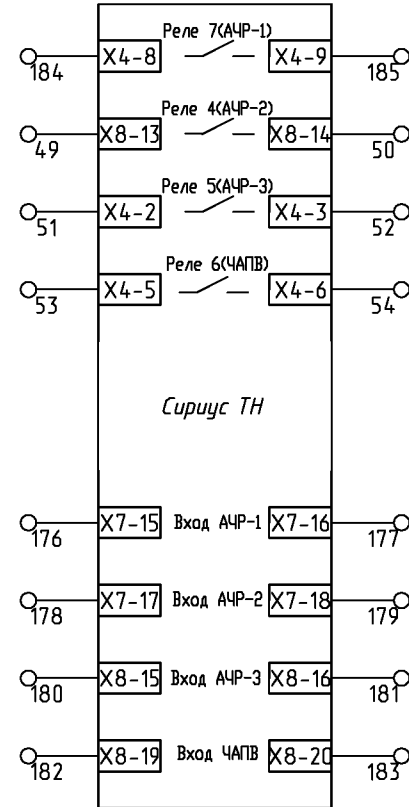 Реле 7(АЧР-1)
184 X4-8 X4-9 185
Реле 4(АЧР-2)
49 X8-13 X8-14 50
Реле 5(АЧР-3)
51 X4-2 X4-3 52
Реле 6(ЧАПВ)
53 X4-5 X4-6 54
Сириус ТН
176 X7-15 Вход АЧР-1 X7-16 177
178 X7-17 Вход АЧР-2 X7-18 179
180 X8-15 Вход АЧР-3 X8-16 181
182 X8-19 Вход ЧАПВ X8-20 183